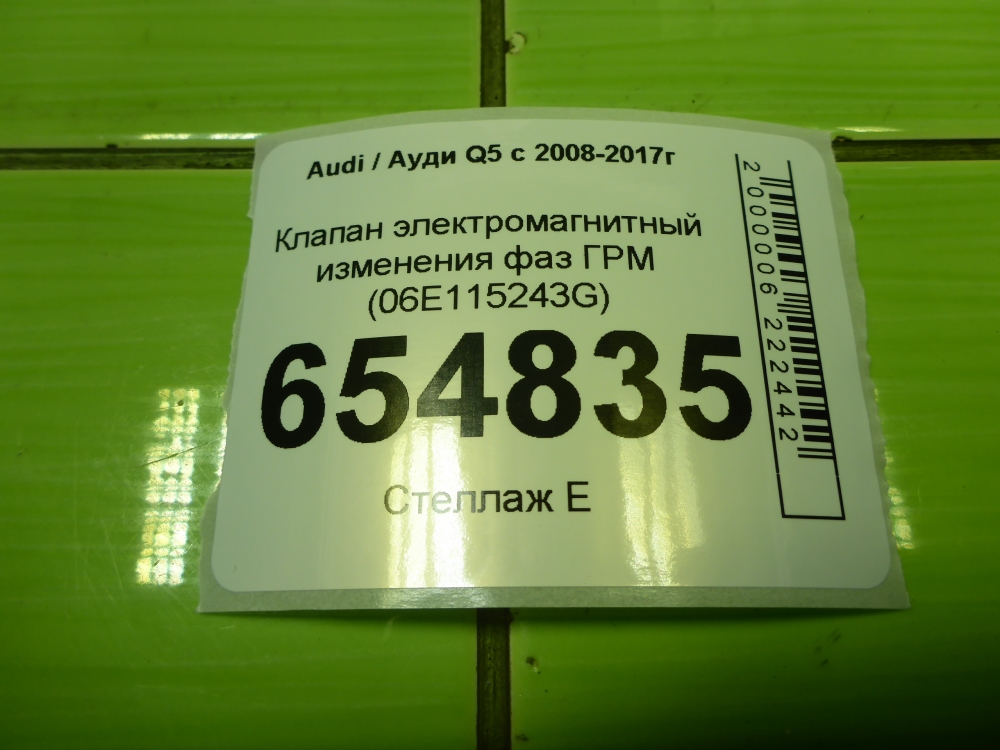 Audi / Ауди Q5 с 2008-2017г
Клапан электромагнитный
изменения фаз ГРМ
(06E115243G)
654835
Стеллаж Е
2000006222442